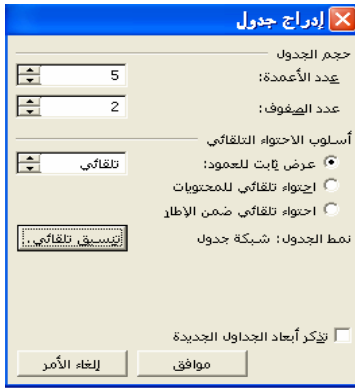 إدراج جدول
حجم الجدول
عدد الأعمدة: 5
عدد الصفوف: 2
أسلوب الاحتواء التلقائي
عرض ثابت للعمود: تلقائي
احتواء تلقائي للمحتويات
احتواء تلقائي ضمن الإطار
نمط الجدول: شبكة جدول تنسيق تلقائي.
تذكر أبعاد الجداول الجديدة
موافق إلغاء الأمر